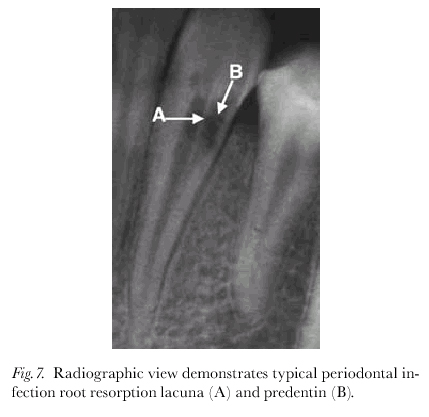 B
A
Fig. 7. Radiographic view demonstrates typical periodontal in-
fection root resorption lacuna (A) and predentin (B).